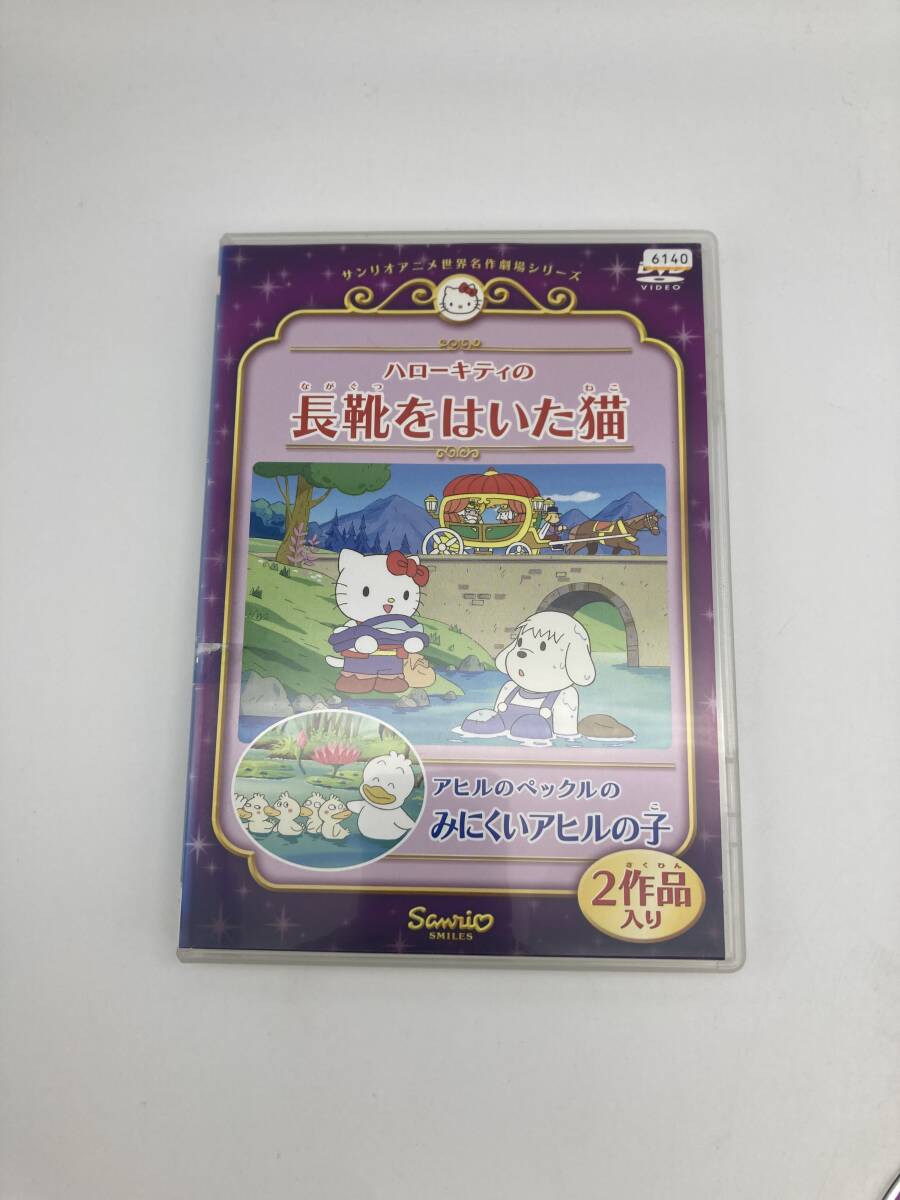 サンリオアニメ世界名作劇場シリーズ
6140
DVD
VIDEO
ハローキティの
ながぐつ ねこ
長靴をはいた猫
アヒルのペックルの
こ
みにくいアヒルの子
さくひん
2作品
入り
Sanrio
SMILES